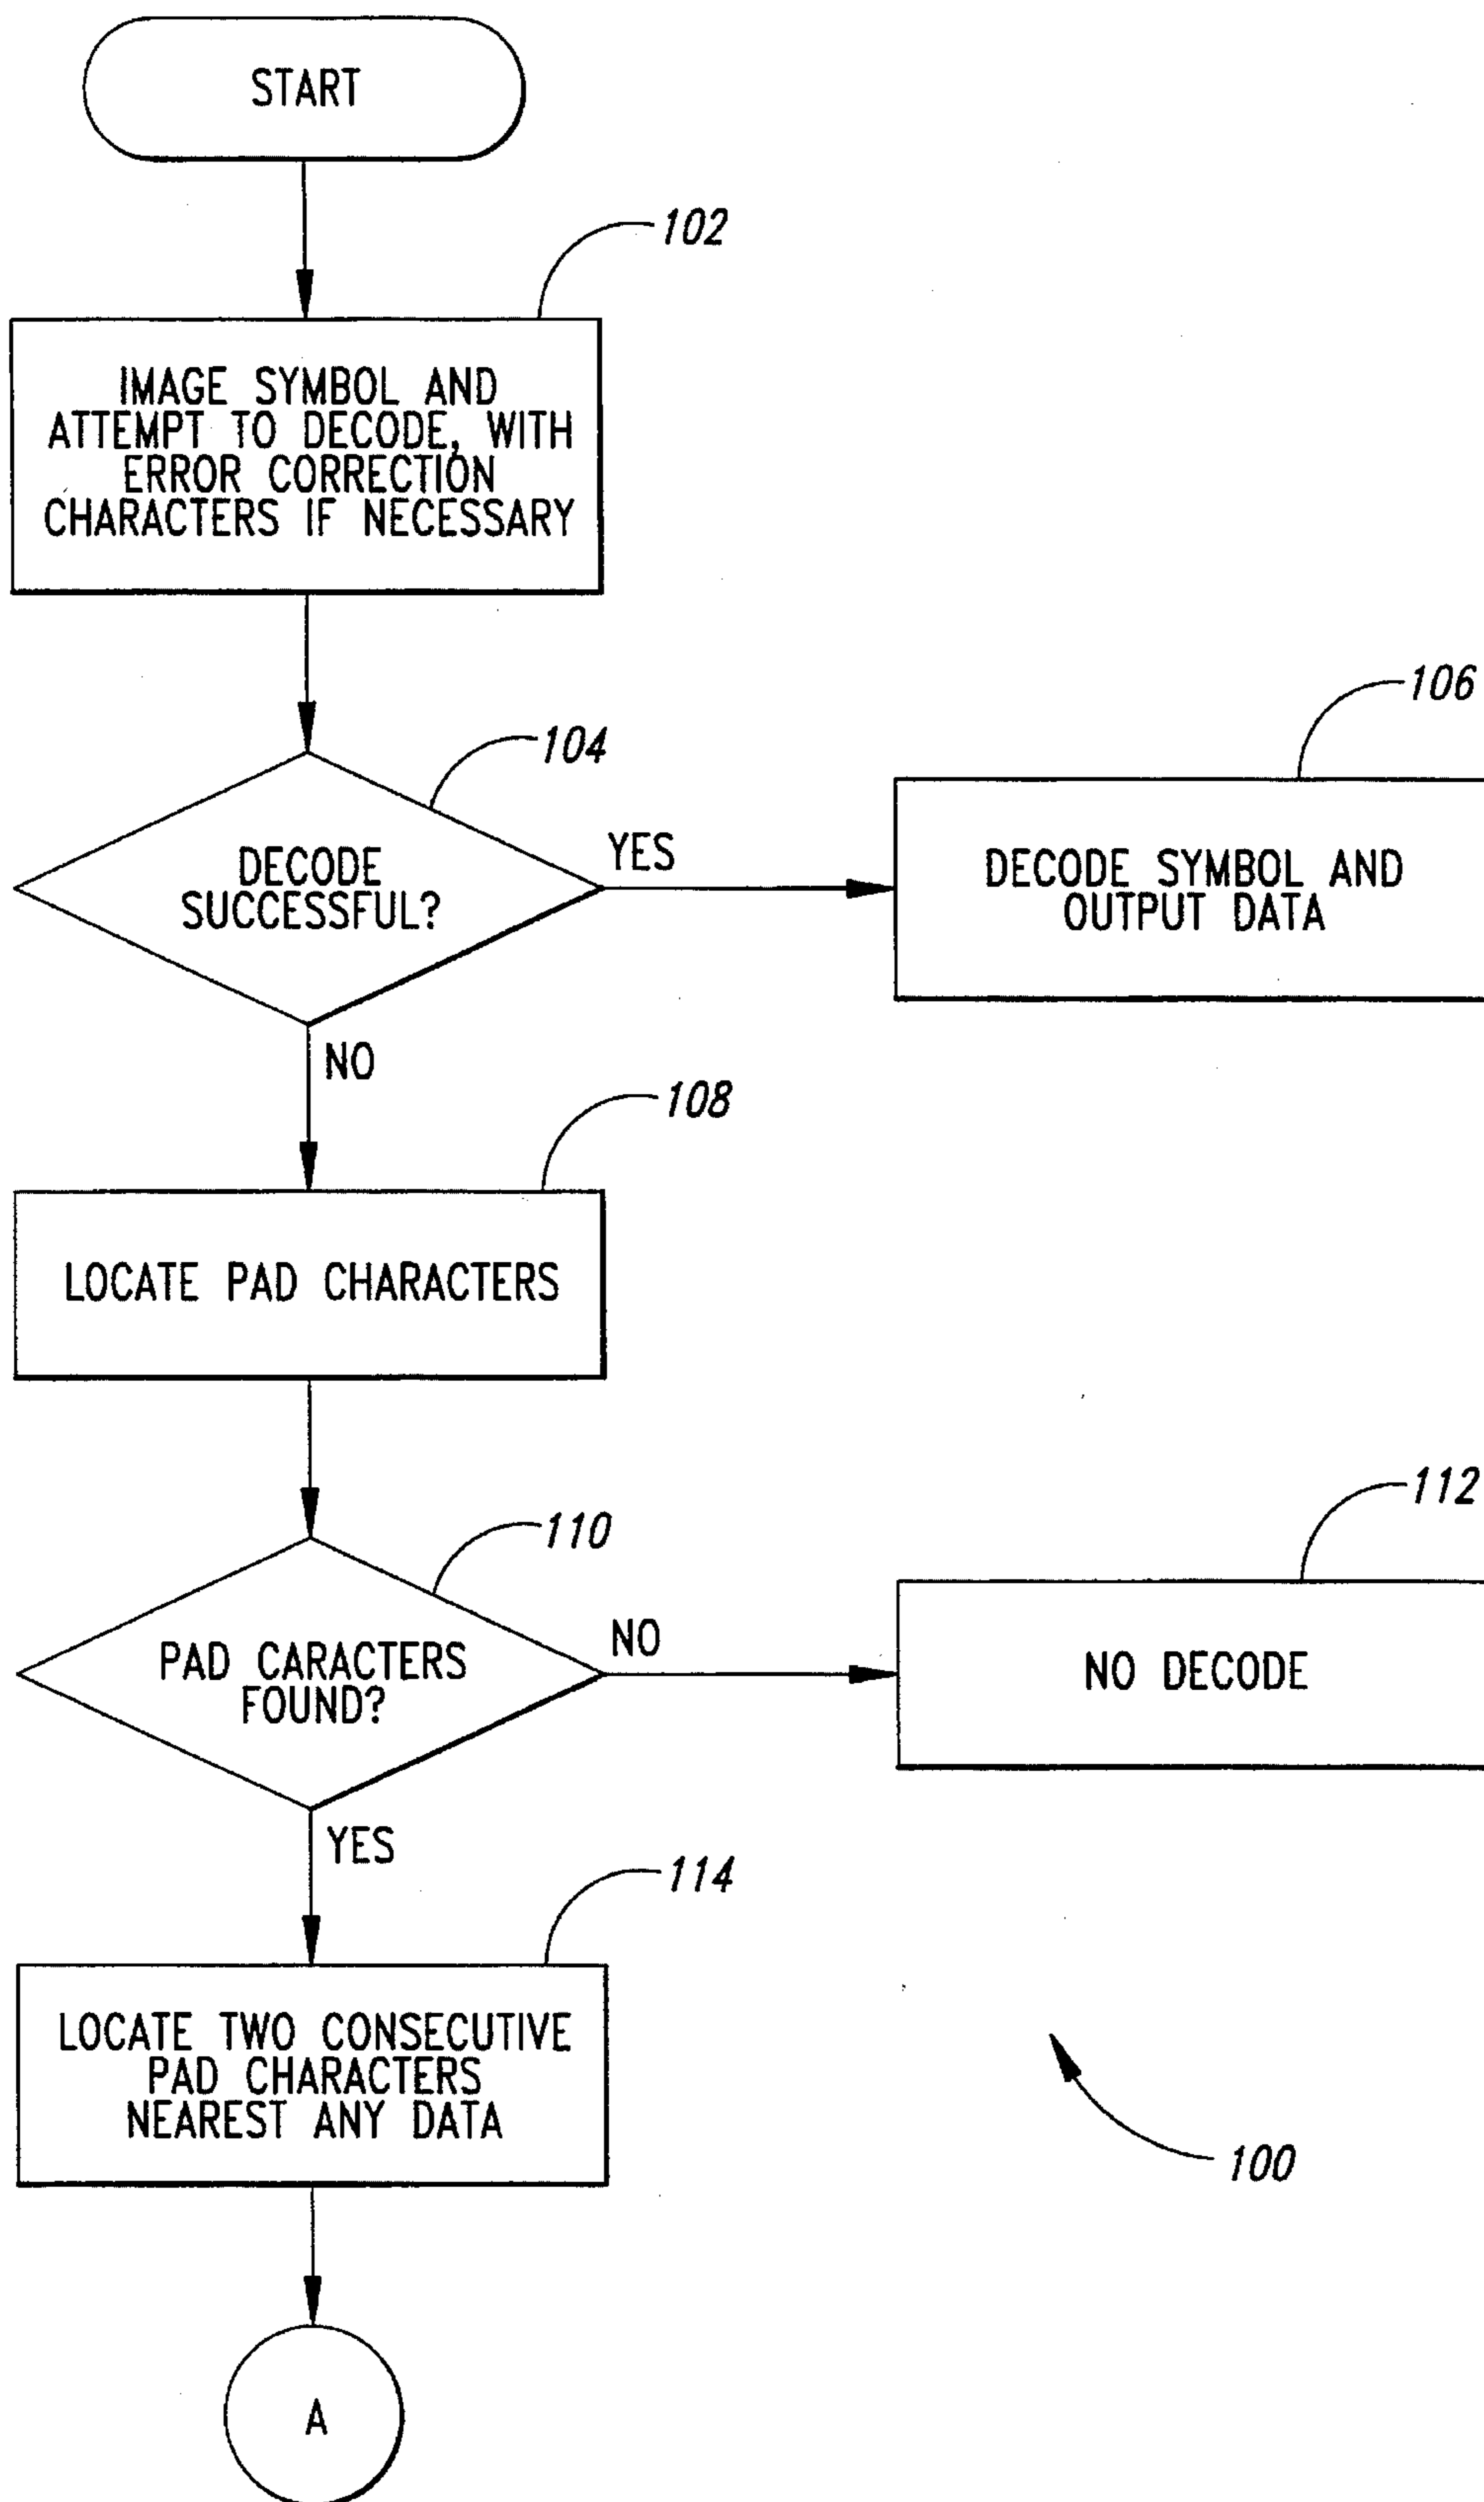 START
102
IMAGE SYMBOL AND
ATTEMPT TO DECODE, WITH
ERROR CORRECTION
CHARACTERS IF NECESSARY
106
104
DECODE
SUCCESSFUL?
YES
DECODE SYMBOL AND
OUTPUT DATA
NO
108
LOCATE PAD CHARACTERS
112
110
PAD CARACTERS
FOUND?
NO
NO DECODE
YES
114
LOCATE TWO CONSECUTIVE
PAD CHARACTERS
NEAREST ANY DATA
100
A